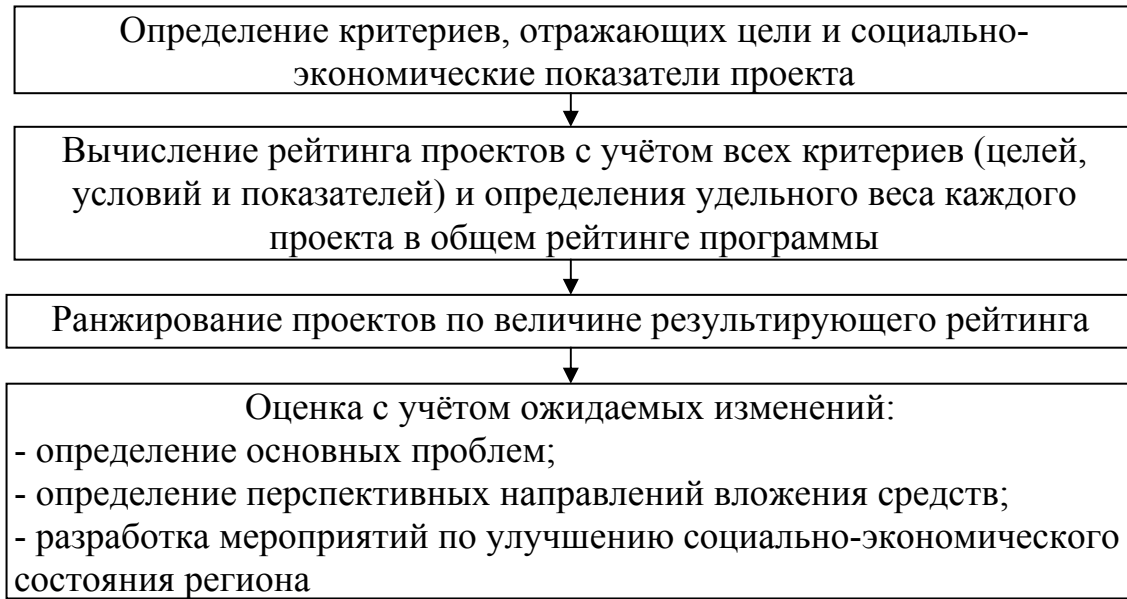 Определение критериев, отражающих цели и социально-
экономические показатели проекта
Вычисление рейтинга проектов с учётом всех критериев (целей,
условий и показателей) и определения удельного веса каждого
проекта в общем рейтинге программы
Ранжирование проектов по величине результирующего рейтинга
Оценка с учётом ожидаемых изменений:
- определение основных проблем;
- определение перспективных направлений вложения средств;
- разработка мероприятий по улучшению социально-экономического
состояния региона